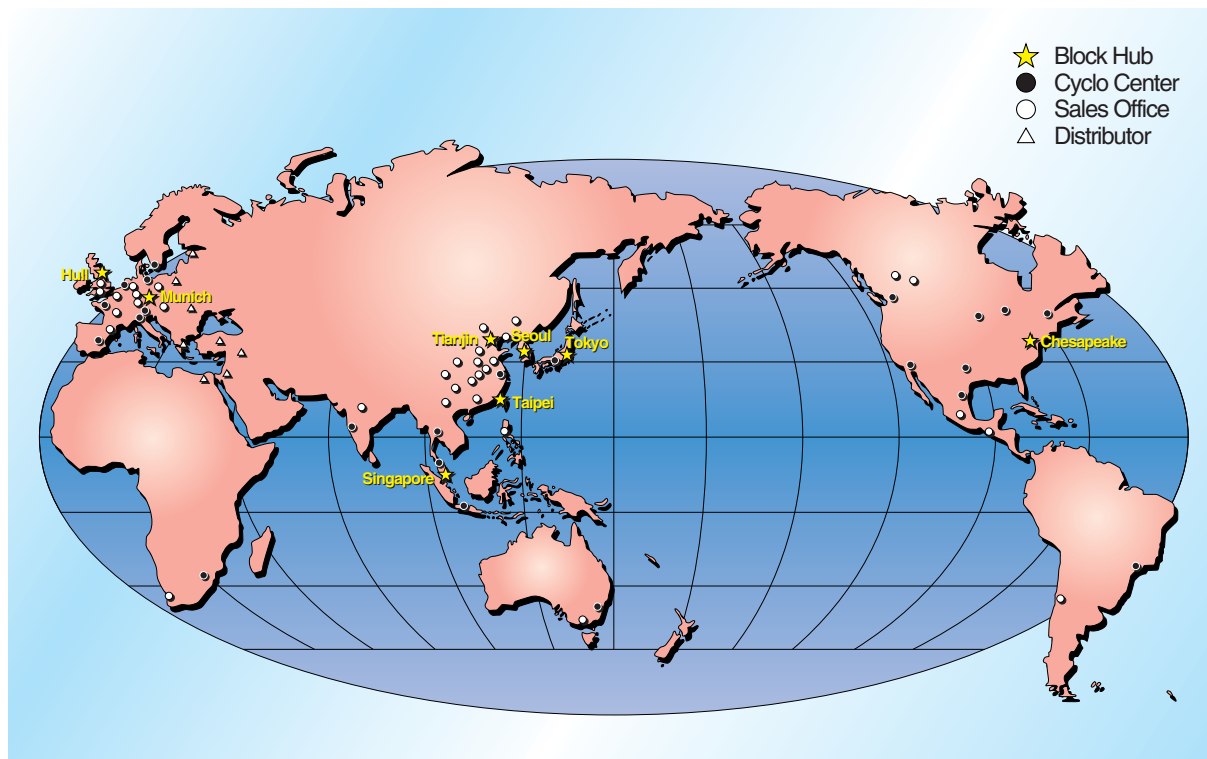 Block Hub
Cyclo Center
Sales Office
Distributor
Hull
Munich
Tianjin
Seoul
Tokyo
Chesapeake
Taipei
Singapore